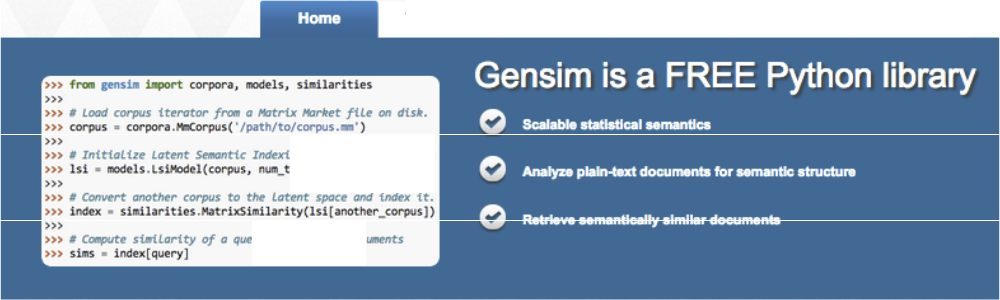 Home
>>> from gensim import corpora, models, similarities
>>>
>>> # Load corpus iterator from a Matrix Market file on disk.
>>> corpus = corpora.MmCorpus('/path/to/corpus.mm')
>>>
>>> # Initialize Latent Semantic Indexi
>>> lsi = models.LsiModel(corpus, num_t
>>>
>>> # Convert another corpus to the latent space and index it.
>>> index = similarities.MatrixSimilarity(lsi[another_corpus])
>>>
>>> # Compute similarity of a que uments
>>> sims = index[query]
Gensim is a FREE Python library
Scalable statistical semantics
Analyze plain-text documents for semantic structure
Retrieve semantically similar documents